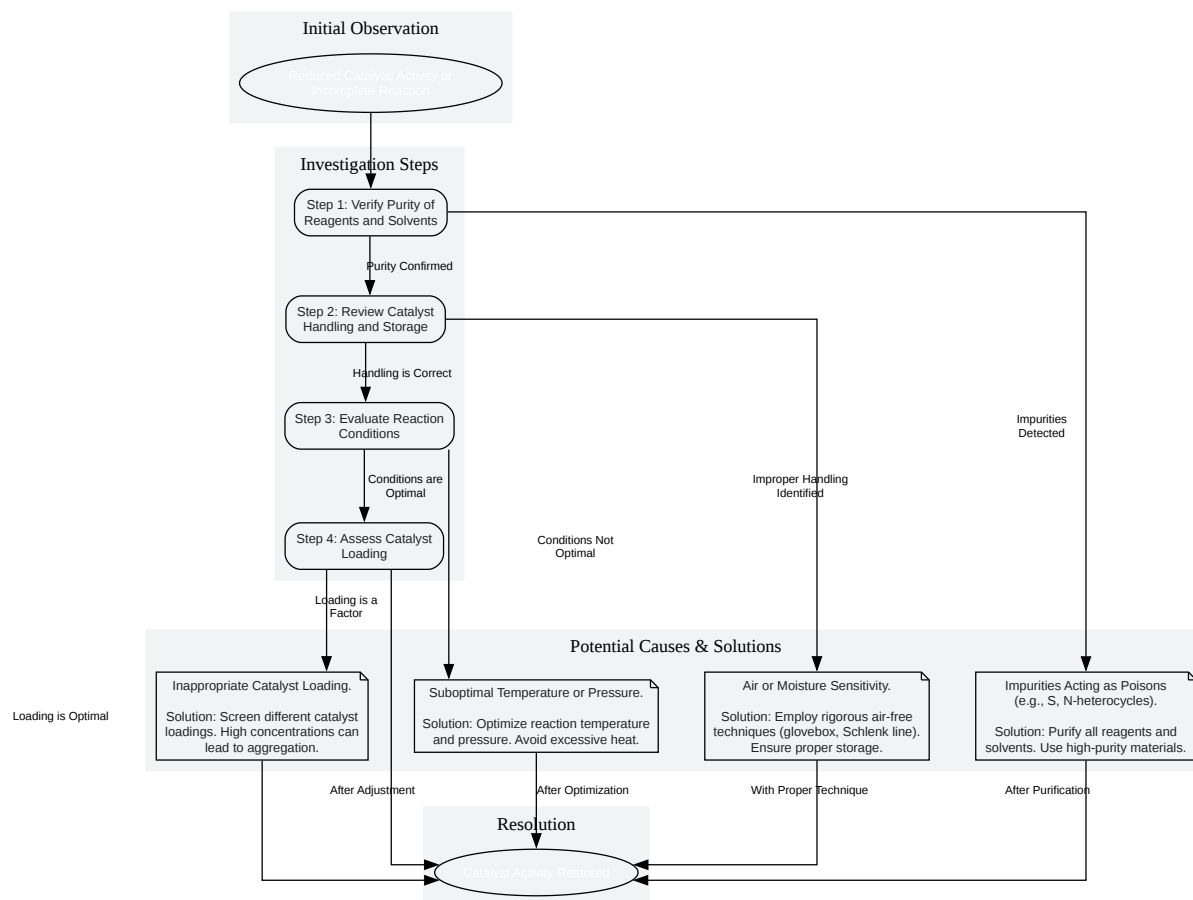 Initial Observation
Reduced Catalytic Activity or
Incomplete Reaction
Investigation Steps
Step 1: Verify Purity of
Reagents and Solvents
Purity Confirmed
Step 2: Review Catalyst
Handling and Storage
Handling is Correct
Step 3: Evaluate Reaction
Conditions
Impurities
Detected
Conditions are
Optimal
Improper Handling
Identified
Step 4: Assess Catalyst
Loading
Conditions Not
Optimal
Loading is a
Factor
Potential Causes & Solutions
Inappropriate Catalyst Loading.
Solution: Screen different catalyst
loadings. High concentrations can
lead to aggregation.
Suboptimal Temperature or Pressure.
Solution: Optimize reaction temperature
and pressure. Avoid excessive heat.
Air or Moisture Sensitivity.
Solution: Employ rigorous air-free
techniques (glovebox, Schlenk line).
Ensure proper storage.
Impurities Acting as Poisons
(e.g., S, N-heterocycles).
Solution: Purify all reagents and
solvents. Use high-purity materials.
Loading is Optimal
After Adjustment
After Optimization
With Proper Technique
After Purification
Resolution
Catalyst Activity Restored